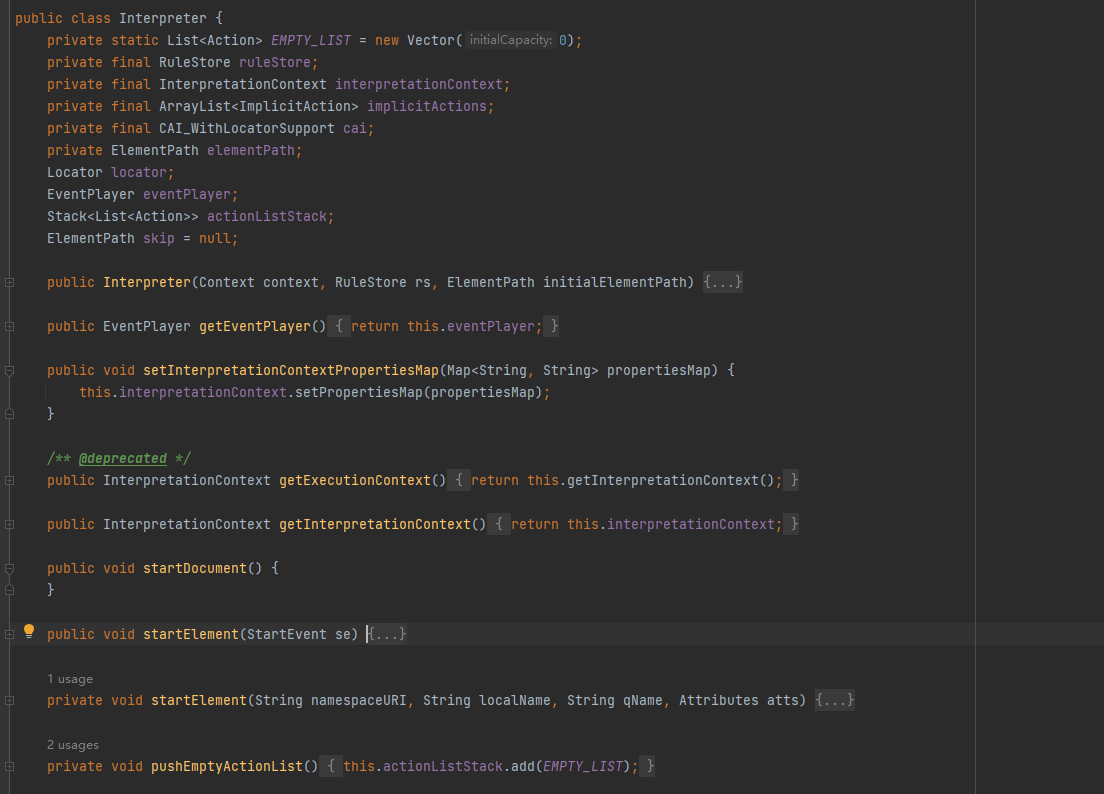 public class Interpreter {
    private static List<Action> EMPTY_LIST = new Vector( initialCapacity: 0);
    private final RuleStore ruleStore;
    private final InterpretationContext interpretationContext;
    private final ArrayList<ImplicitAction> implicitActions;
    private final CAI_WithLocatorSupport cai;
    private ElementPath elementPath;
    Locator locator;
    EventPlayer eventPlayer;
    Stack<List<Action>> actionListStack;
    ElementPath skip = null;
    public Interpreter(Context context, RuleStore rs, ElementPath initialElementPath) {...}
    public EventPlayer getEventPlayer() { return this.eventPlayer; }
    public void setInterpretationContextPropertiesMap(Map<String, String> propertiesMap) {
        this.interpretationContext.setPropertiesMap(propertiesMap);
    }
    /** @deprecated */
    public InterpretationContext getExecutionContext() { return this.getInterpretationContext(); }
    public InterpretationContext getInterpretationContext() { return this.interpretationContext; }
    public void startDocument() {
    }
    public void startElement(StartEvent se) {...}
    1 usage
    private void startElement(String namespaceURI, String localName, String qName, Attributes atts) {...}
    2 usages
    private void pushEmptyActionList() { this.actionListStack.add(EMPTY_LIST); }